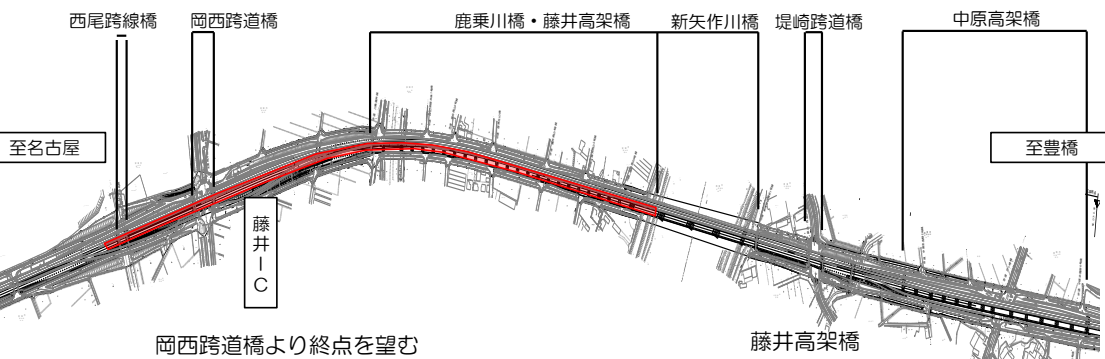 西尾跨線橋
岡西跨道橋
鹿乗川橋・藤井高架橋
新矢作川橋
堤崎跨道橋
中原高架橋
至名古屋
至豊橋
藤井IC
岡西跨道橋より終点を望む
藤井高架橋